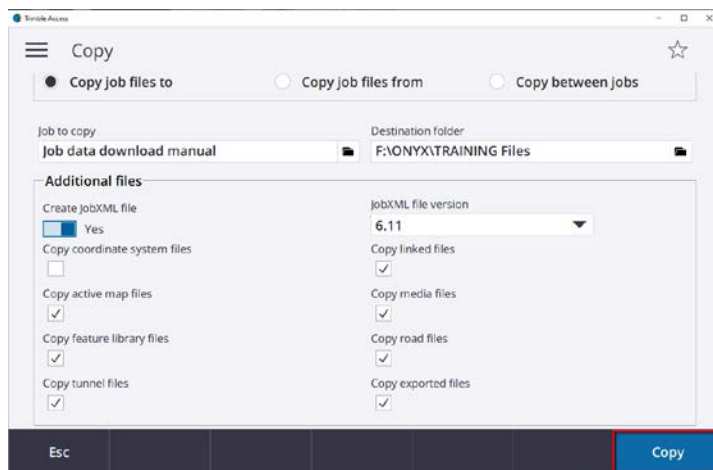 Trimble Access
Copy
Copy job files to Copy job files from Copy between jobs
Job to copy Destination folder
Job data download manual F:\ONYX\TRAINING Files
Additional files
Create JobXML file JobXML file version
Yes 6.11
Copy coordinate system files Copy linked files
Copy active map files Copy media files
Copy feature library files Copy road files
Copy tunnel files Copy exported files
Esc Copy